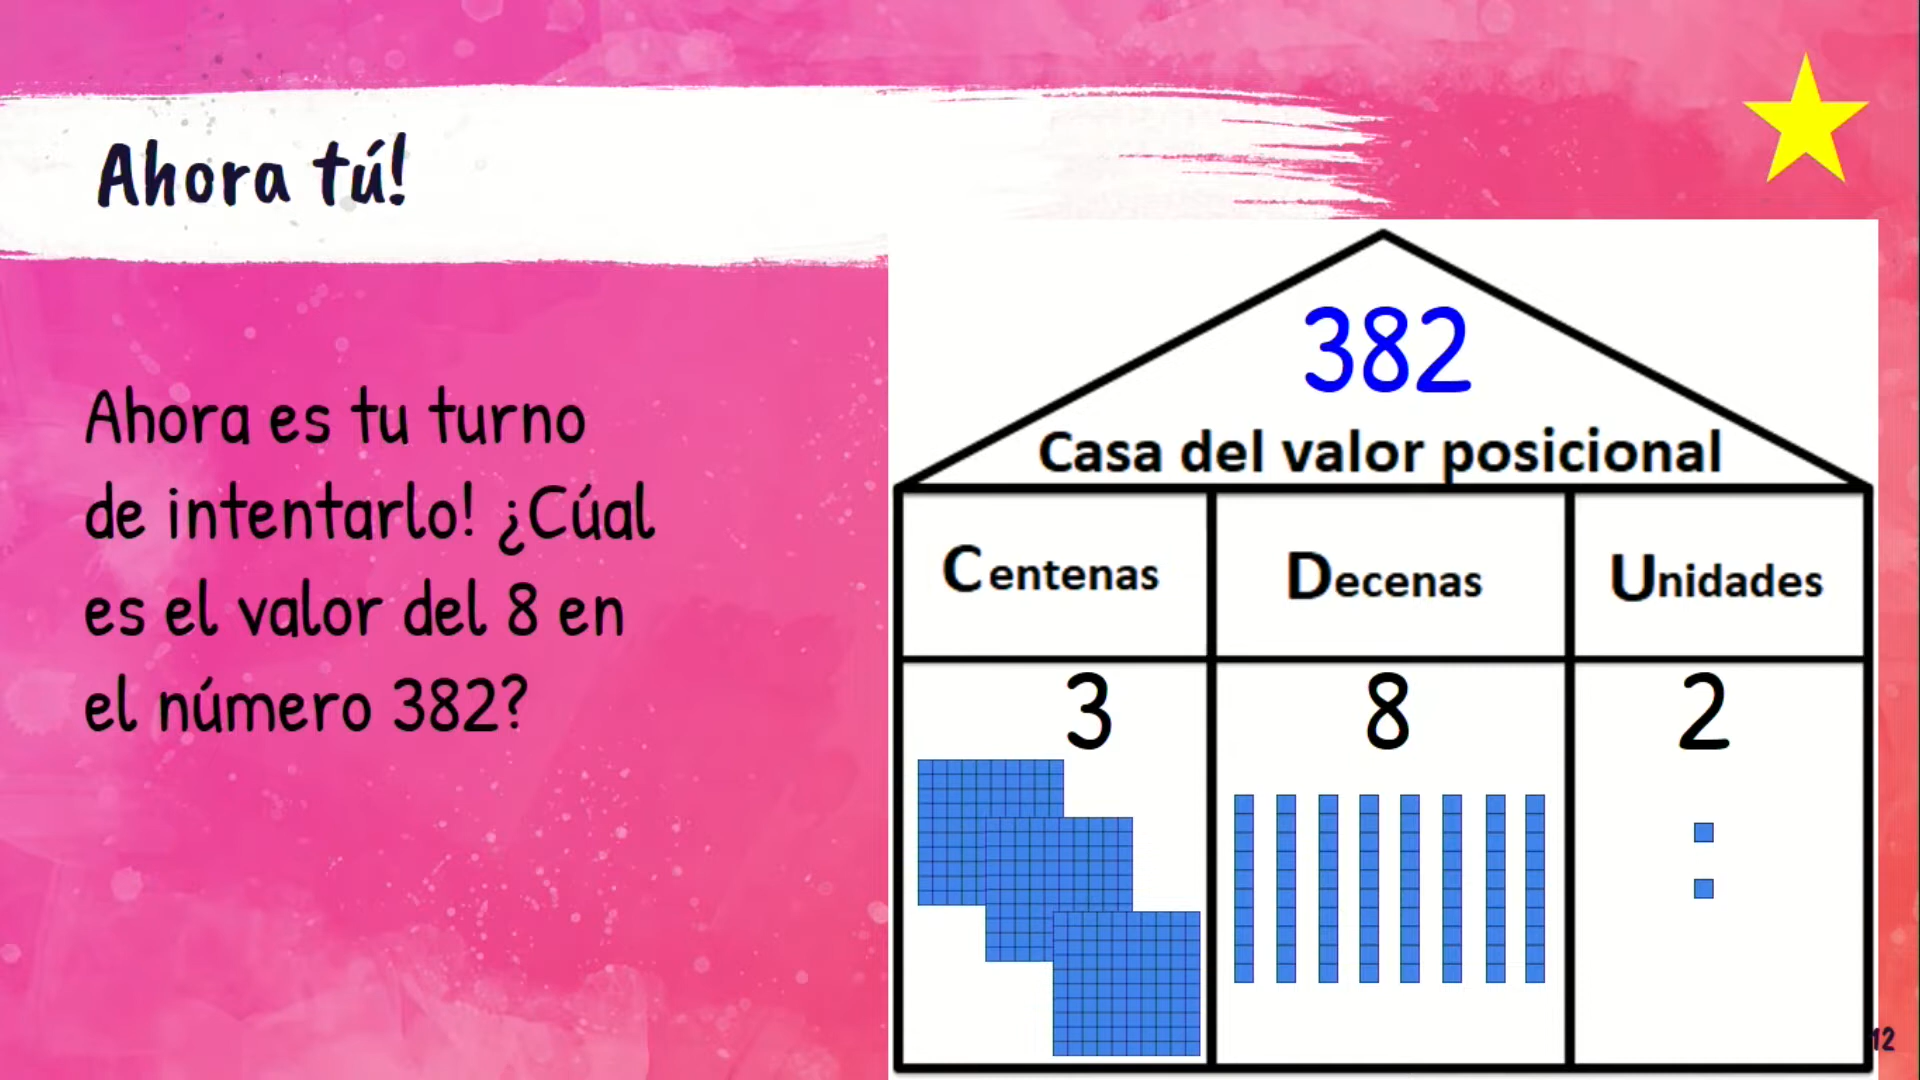 Ahora tú!
Ahora es tu turno
de intentarlo! ¿Cúal
es el valor del 8 en
el número 382?
382
Casa del valor posicional
Centenas Decenas Unidades
3 8 2
12